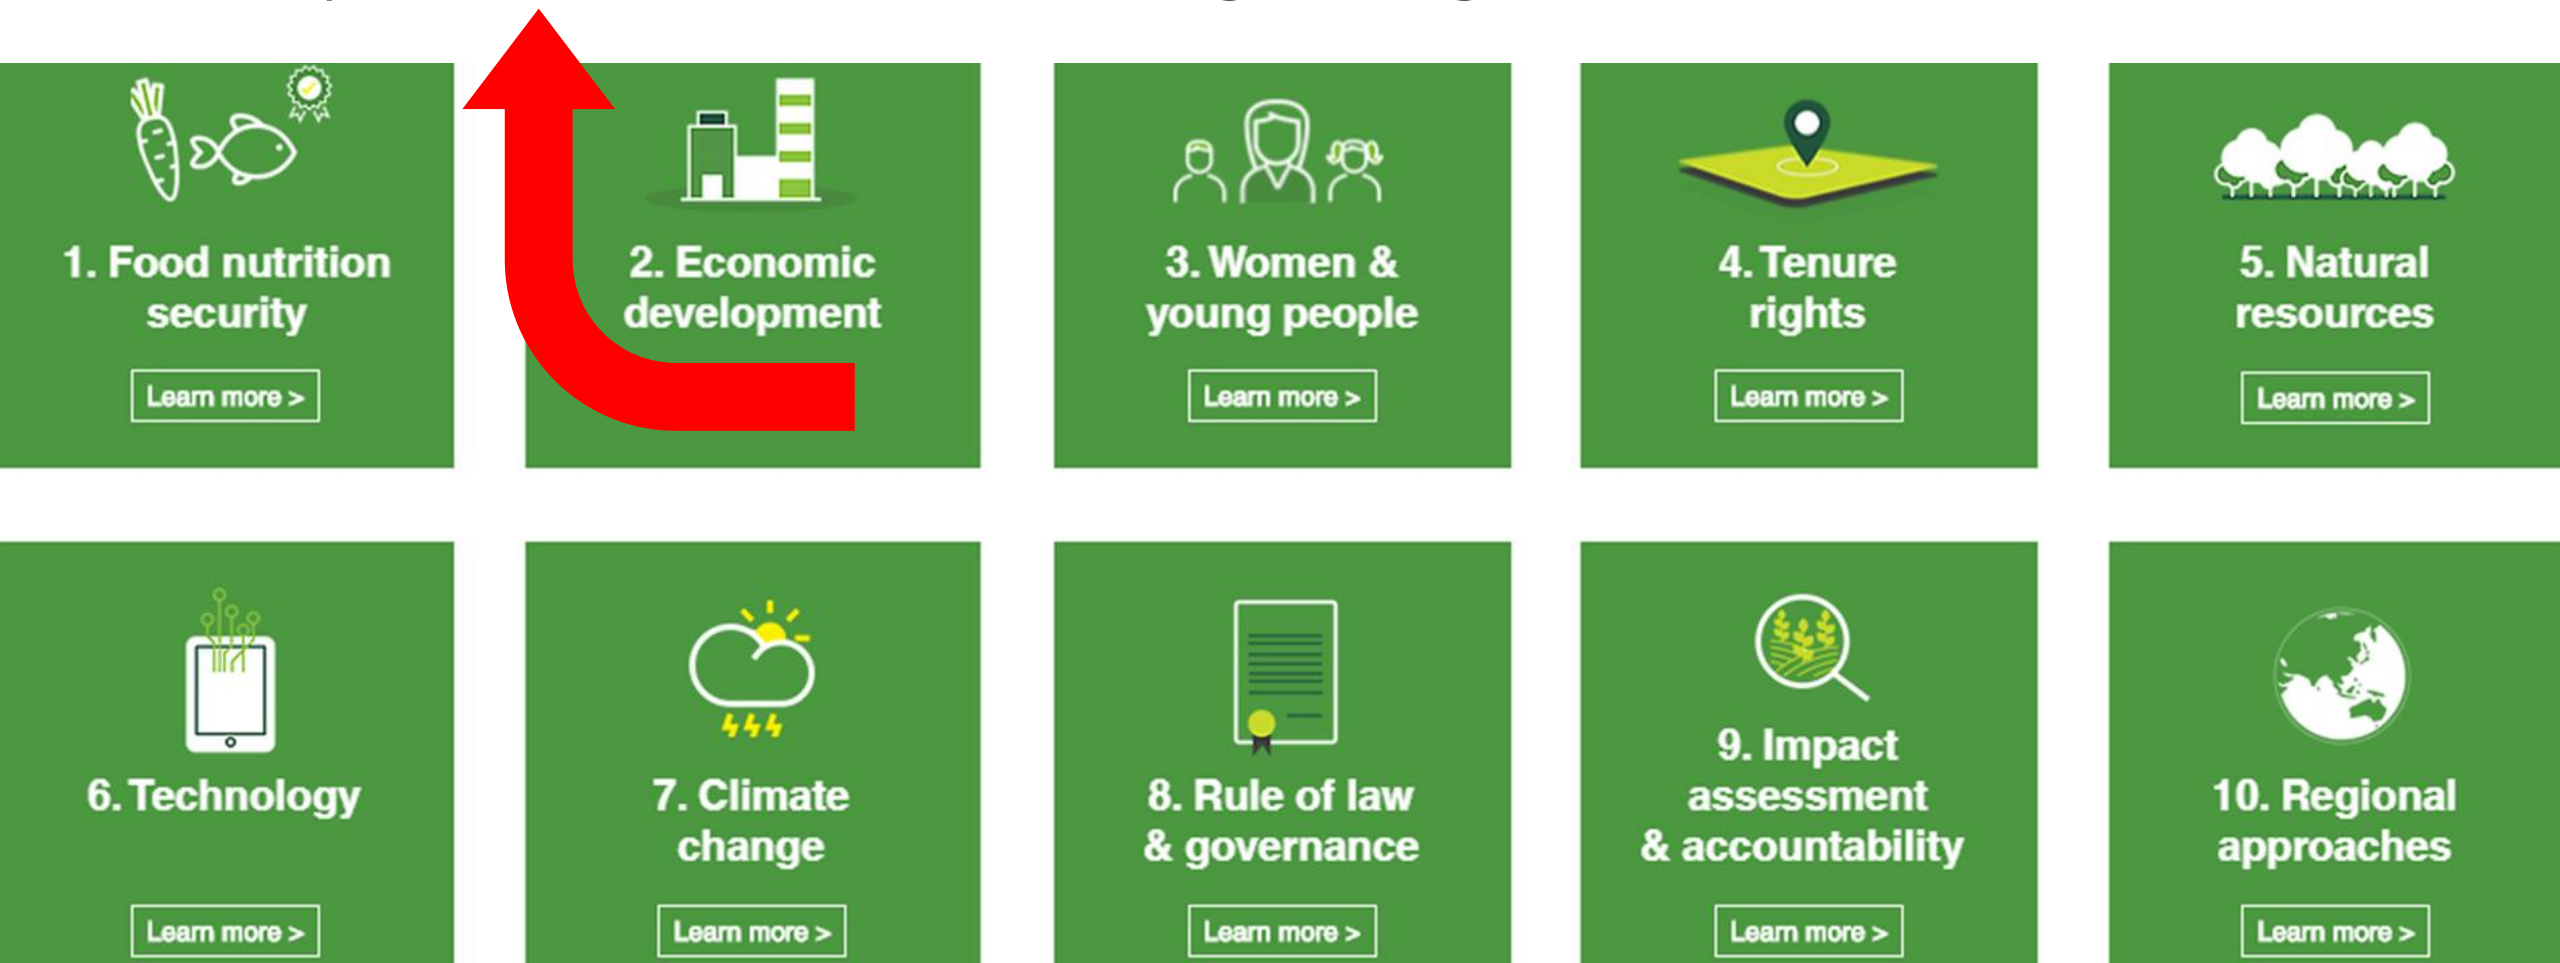 1. Food nutrition
security
Learn more >
2. Economic
development
3. Women &
young people
Learn more >
4. Tenure
rights
Learn more >
5. Natural
resources
Learn more >
6. Technology
Learn more >
7. Climate
change
Learn more >
8. Rule of law
& governance
Learn more >
9. Impact
assessment
& accountability
Learn more >
10. Regional
approaches
Learn more >